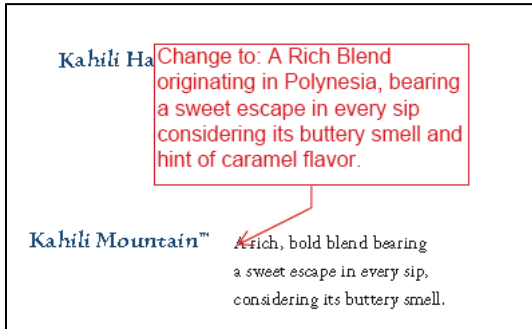 Kahili Ha
Change to: A Rich Blend
originating in Polynesia, bearing
a sweet escape in every sip
considering its buttery smell and
hint of caramel flavor.
Kahili Mountain™
A rich, bold blend bearing
a sweet escape in every sip,
considering its buttery smell.